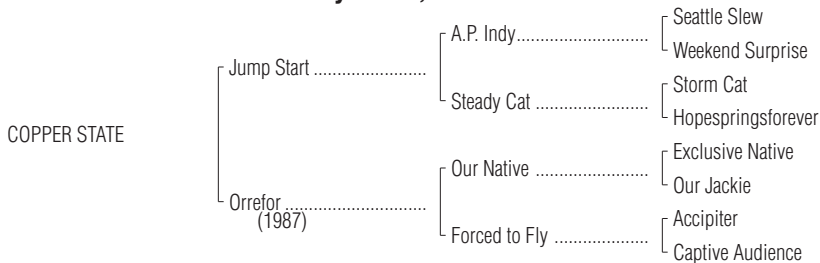 Seattle Slew
A.P. Indy............................
Weekend Surprise
Jump Start ........................
Storm Cat
Steady Cat ........................
Hopespringsforever
COPPER STATE
Exclusive Native
Our Native ........................
Our Jackie
Orrefor ..............................
(1987)
Accipiter
Forced to Fly ....................
Captive Audience